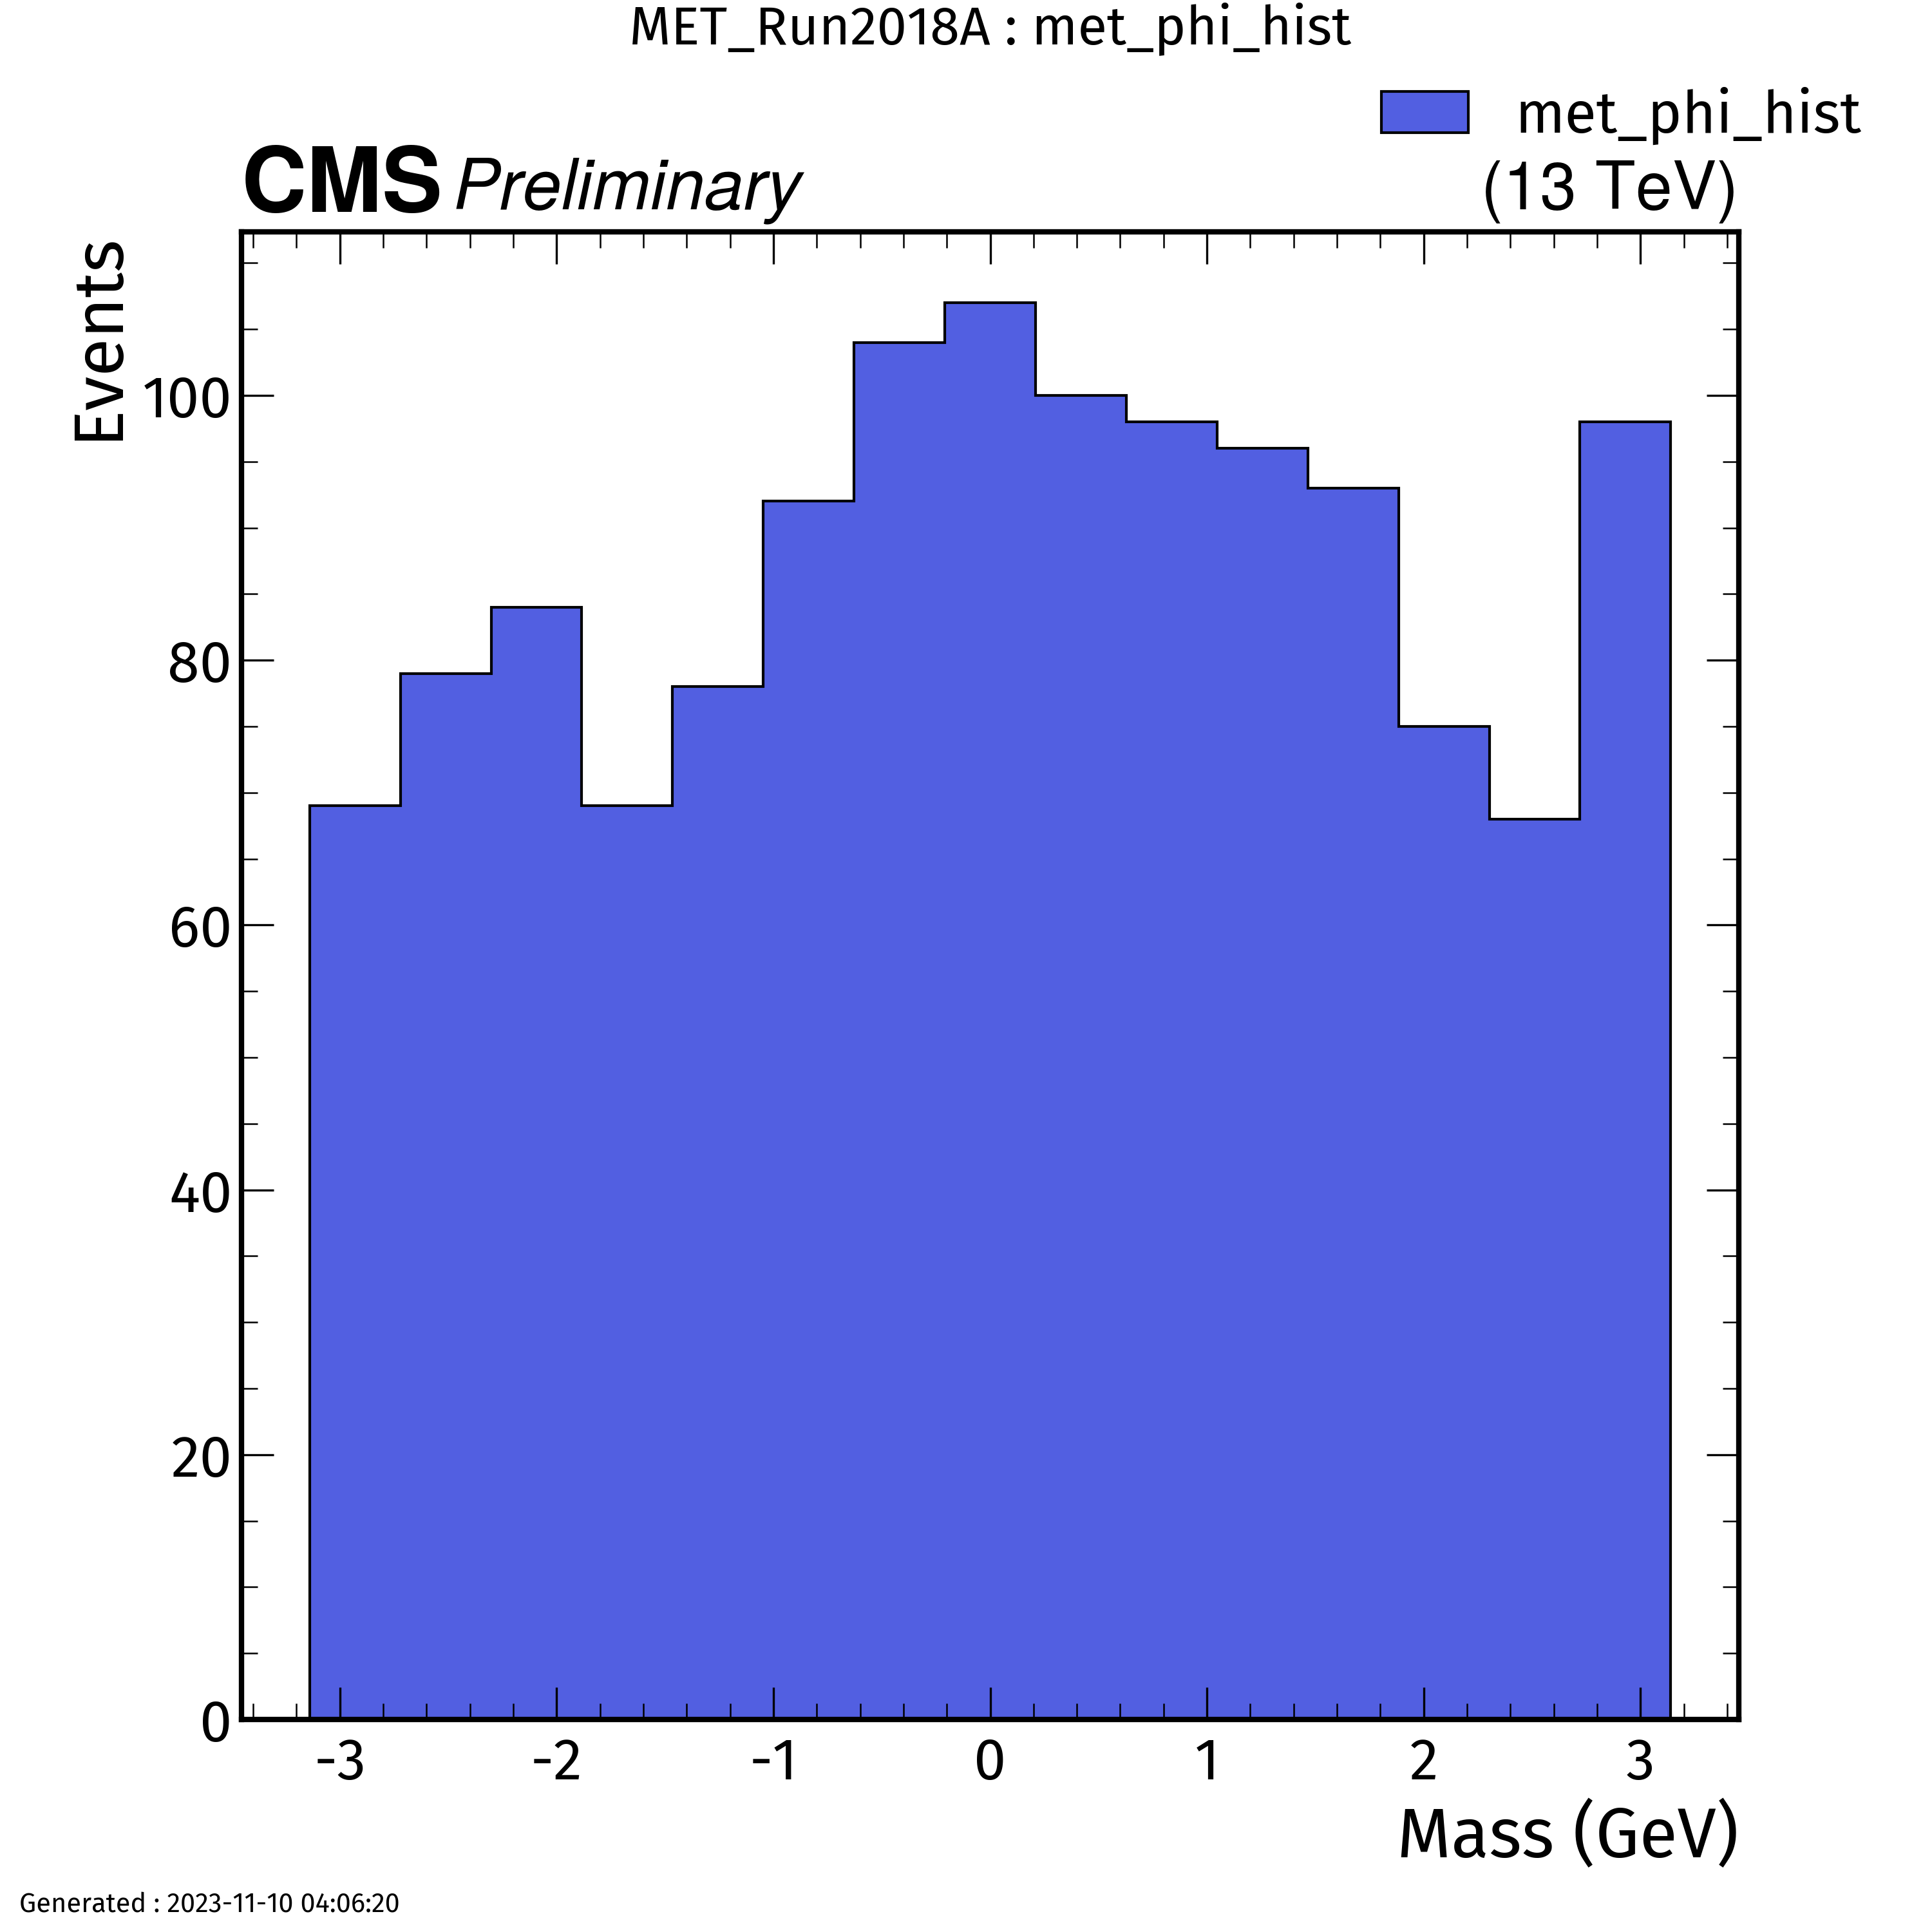 MET_Run2018A : met_phi_hist
met_phi_hist
CMS Preliminary (13 TeV)
Events
100
80
60
40
20
0
-3 -2 -1 0 1 2 3
Mass (GeV)
Generated : 2023-11-10 04:06:20